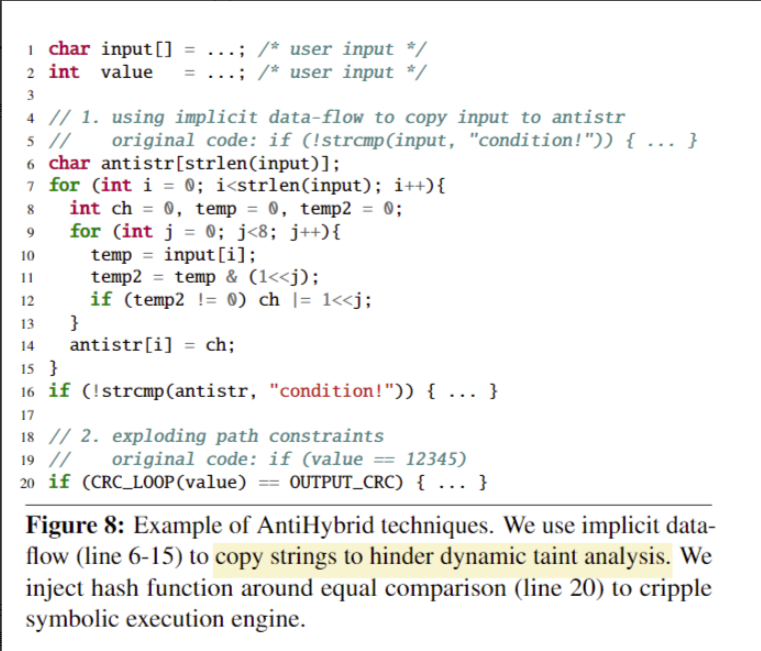 1 char input[] = ...; /* user input */
2 int  value   = ...; /* user input */
3
4 // 1. using implicit data-flow to copy input to antistr
5 //    original code: if (!strcmp(input, "condition!")) { ... }
6 char antistr[strlen(input)];
7 for (int i = 0; i<strlen(input); i++){
8   int ch = 0, temp = 0, temp2 = 0;
9   for (int j = 0; j<8; j++){
10     temp = input[i];
11     temp2 = temp & (1<<j);
12     if (temp2 != 0) ch |= 1<<j;
13   }
14   antistr[i] = ch;
15 }
16 if (!strcmp(antistr, "condition!")) { ... }
17
18 // 2. exploding path constraints
19 //    original code: if (value == 12345)
20 if (CRC_LOOP(value) == OUTPUT_CRC) { ... }
Figure 8: Example of AntiHybrid techniques. We use implicit data-
flow (line 6-15) to copy strings to hinder dynamic taint analysis. We
inject hash function around equal comparison (line 20) to cripple
symbolic execution engine.